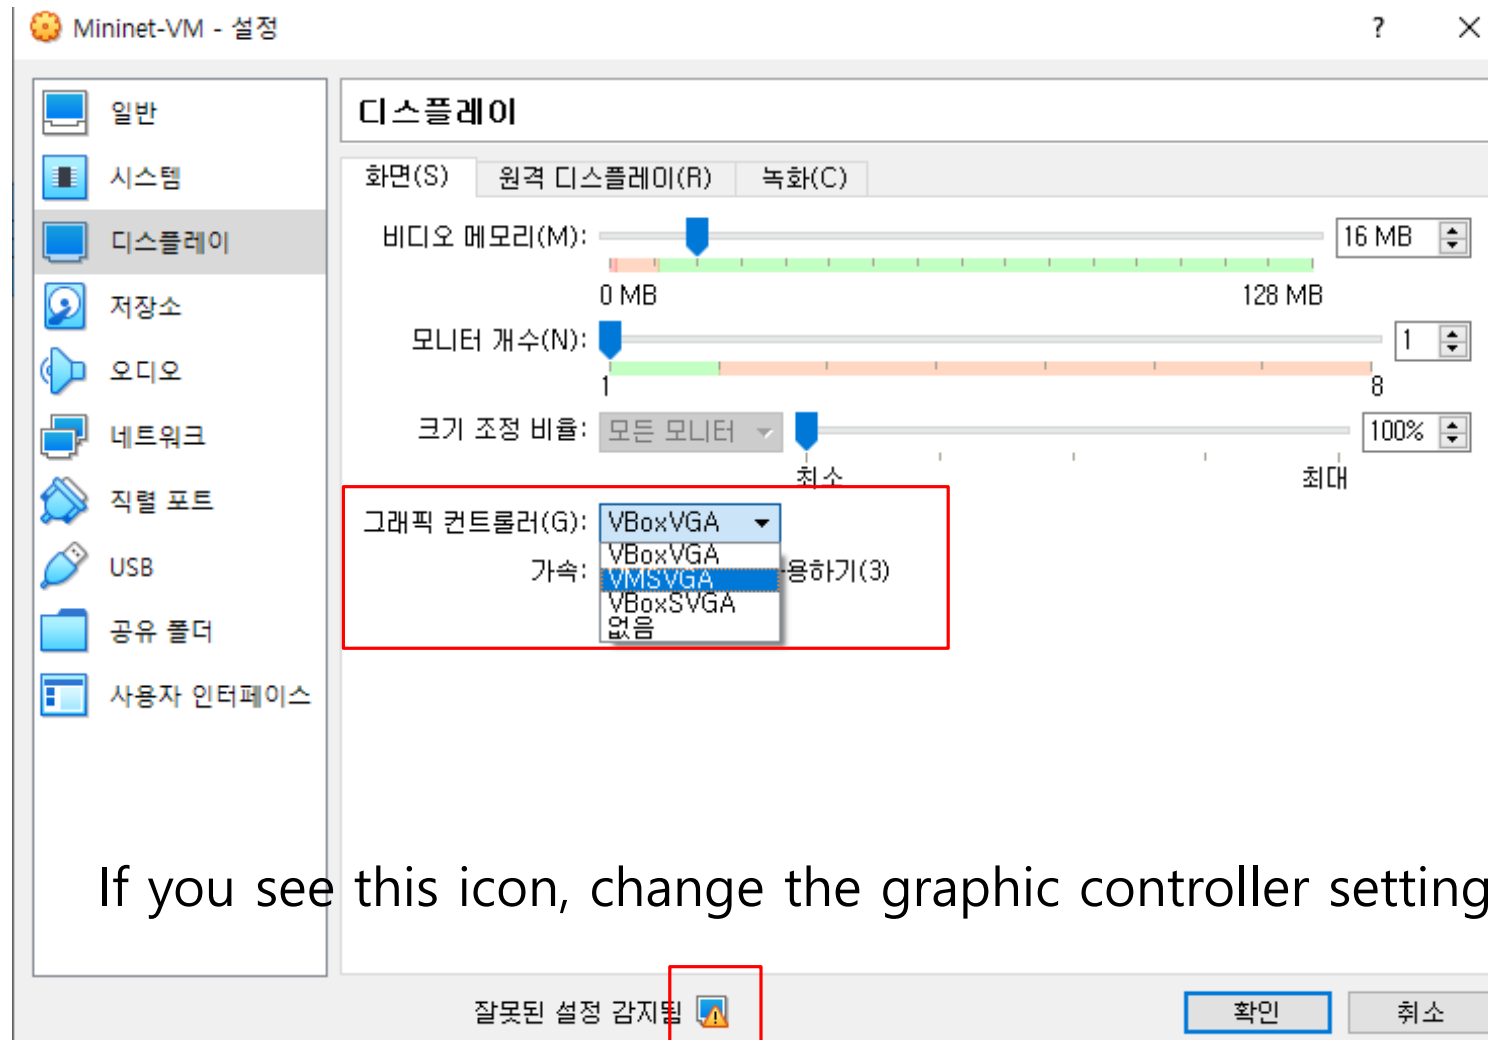 Mininet-VM - 설정
?
일반
시스템
디스플레이
저장소
오디오
네트워크
직렬 포트
USB
공유 폴더
사용자 인터페이스
디스플레이
화면(S) 원격 디스플레이(R) 녹화(C)
비디오 메모리(M): 16 MB
0 MB 128 MB
모니터 개수(N): 1
1 8
크기 조정 비율: 모든 모니터 100%
최소 최대
그래픽 컨트롤러(G): VBoxVGA
VBoxVGA
가속: 용하기(3)
VMSVGA
VBoxSVGA
없음
If you see this icon, change the graphic controller setting
잘못된 설정 감지됨
확인 취소